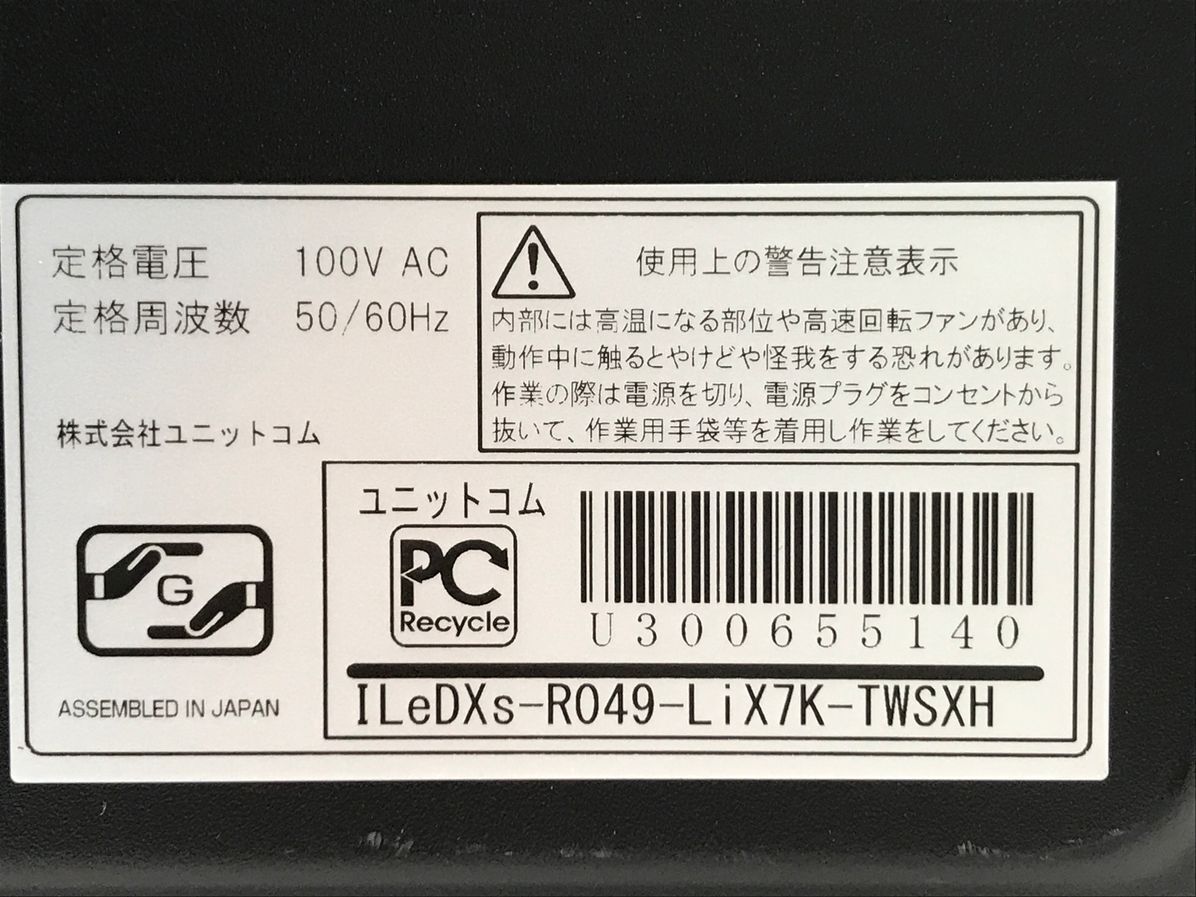 定格電圧 100V AC
定格周波数 50/60Hz
株式会社ユニットコム
G
ASSEMBLED IN JAPAN
使用上の警告注意表示
内部には高温になる部位や高速回転ファンがあり、
動作中に触るとやけどや怪我をする恐れがあります。
作業の際は電源を切り、電源プラグをコンセントから
抜いて、作業用手袋等を着用し作業をしてください。
ユニットコム
PC
Recycle
U300655140
ILeDXs-R049-LiX7K-TWSXH